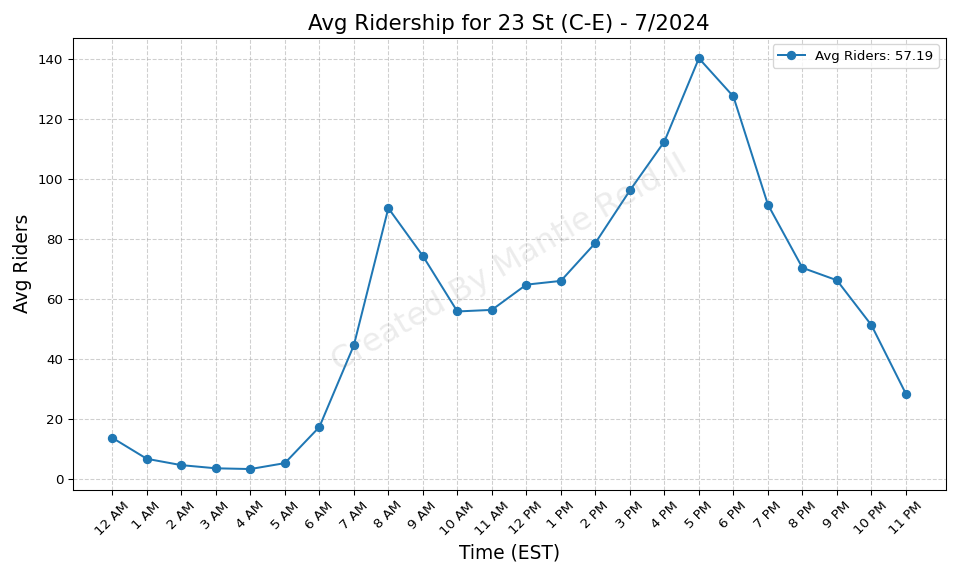 Avg Ridership for 23 St (C-E) - 7/2024
Avg Riders: 57.19
140
120
100
80
60
40
20
0
Avg Riders
Created By Mantle Reid II
12 AM
1 AM
2 AM
3 AM
4 AM
5 AM
6 AM
7 AM
8 AM
9 AM
10 AM
11 AM
12 PM
1 PM
2 PM
3 PM
4 PM
5 PM
6 PM
7 PM
8 PM
9 PM
10 PM
11 PM
Time (EST)